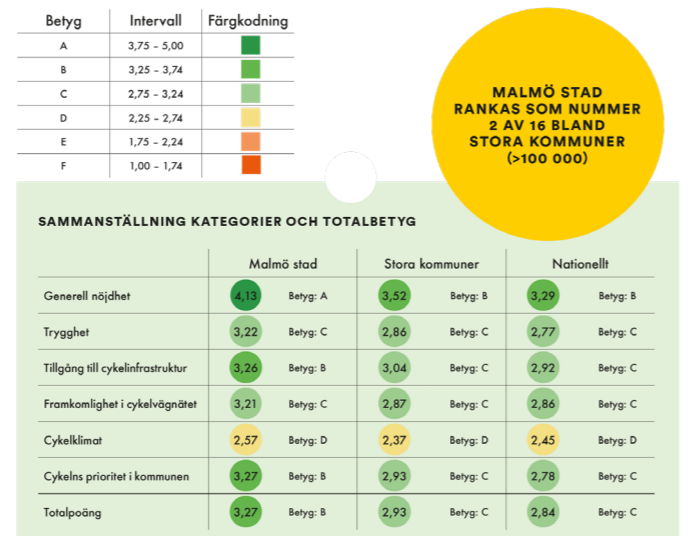 Betyg Intervall Färgkodning
A 3,75 – 5,00
B 3,25 – 3,74
C 2,75 – 3,24
D 2,25 – 2,74
E 1,75 – 2,24
F 1,00 – 1,74
MALMÖ STAD
RANKAS SOM NUMMER
2 AV 16 BLAND
STORA KOMMUNER
(>100 000)
SAMMANSTÄLLNING KATEGORIER OCH TOTALBETYG
Malmö stad Stora kommuner Nationellt
Generell nöjdhet 4,13 Betyg: A 3,52 Betyg: B 3,29 Betyg: B
Trygghet 3,22 Betyg: C 2,86 Betyg: C 2,77 Betyg: C
Tillgång till cykelinfrastruktur 3,26 Betyg: B 3,04 Betyg: C 2,92 Betyg: C
Framkomlighet i cykelvägnätet 3,21 Betyg: C 2,87 Betyg: C 2,86 Betyg: C
Cykelklimat 2,57 Betyg: D 2,37 Betyg: D 2,45 Betyg: D
Cykelns prioritet i kommunen 3,27 Betyg: B 2,93 Betyg: C 2,78 Betyg: C
Totalpoäng 3,27 Betyg: B 2,93 Betyg: C 2,84 Betyg: C